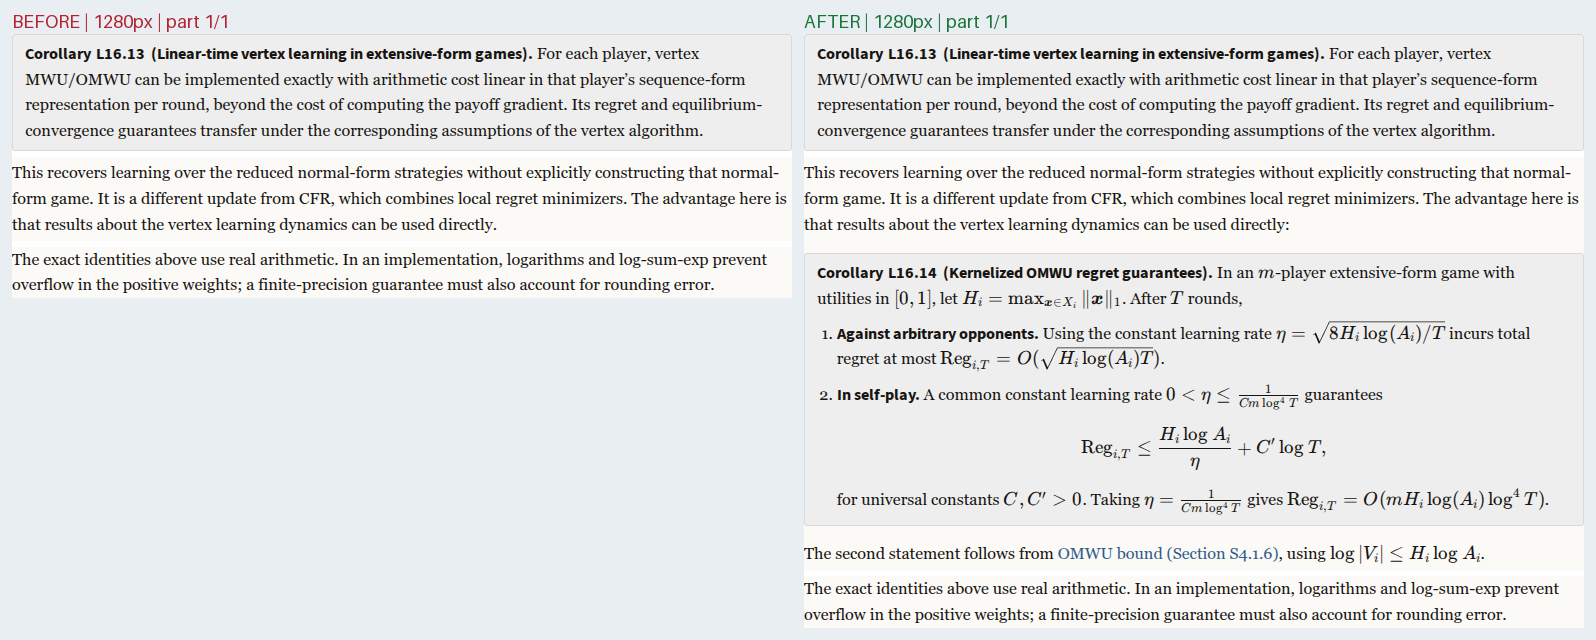 BEFORE | 1280px | part 1/1
Corollary L16.13 (Linear-time vertex learning in extensive-form games). For each player, vertex
MWU/OMWU can be implemented exactly with arithmetic cost linear in that player's sequence-form
representation per round, beyond the cost of computing the payoff gradient. Its regret and equilibrium-
convergence guarantees transfer under the corresponding assumptions of the vertex algorithm.
This recovers learning over the reduced normal-form strategies without explicitly constructing that normal-
form game. It is a different update from CFR, which combines local regret minimizers. The advantage here is
that results about the vertex learning dynamics can be used directly.
The exact identities above use real arithmetic. In an implementation, logarithms and log-sum-exp prevent
overflow in the positive weights; a finite-precision guarantee must also account for rounding error.
AFTER | 1280px | part 1/1
Corollary L16.13 (Linear-time vertex learning in extensive-form games). For each player, vertex
MWU/OMWU can be implemented exactly with arithmetic cost linear in that player's sequence-form
representation per round, beyond the cost of computing the payoff gradient. Its regret and equilibrium-
convergence guarantees transfer under the corresponding assumptions of the vertex algorithm.
This recovers learning over the reduced normal-form strategies without explicitly constructing that normal-
form game. It is a different update from CFR, which combines local regret minimizers. The advantage here is
that results about the vertex learning dynamics can be used directly:
Corollary L16.14 (Kernelized OMWU regret guarantees). In an m-player extensive-form game with
utilities in [0, 1], let H_i = max_{x∈X_i} ‖x‖_1. After T rounds,
1. Against arbitrary opponents. Using the constant learning rate η = √(8H_i log(A_i)/T) incurs total
regret at most Reg_{i,T} = O(√(H_i log(A_i)T)).
2. In self-play. A common constant learning rate 0 < η ≤ 1/(Cm log⁴ T) guarantees
Reg_{i,T} ≤ (H_i log A_i)/η + C′ log T,
for universal constants C, C′ > 0. Taking η = 1/(Cm log⁴ T) gives Reg_{i,T} = O(mH_i log(A_i) log⁴ T).
The second statement follows from OMWU bound (Section S4.1.6), using log |V_i| ≤ H_i log A_i.
The exact identities above use real arithmetic. In an implementation, logarithms and log-sum-exp prevent
overflow in the positive weights; a finite-precision guarantee must also account for rounding error.